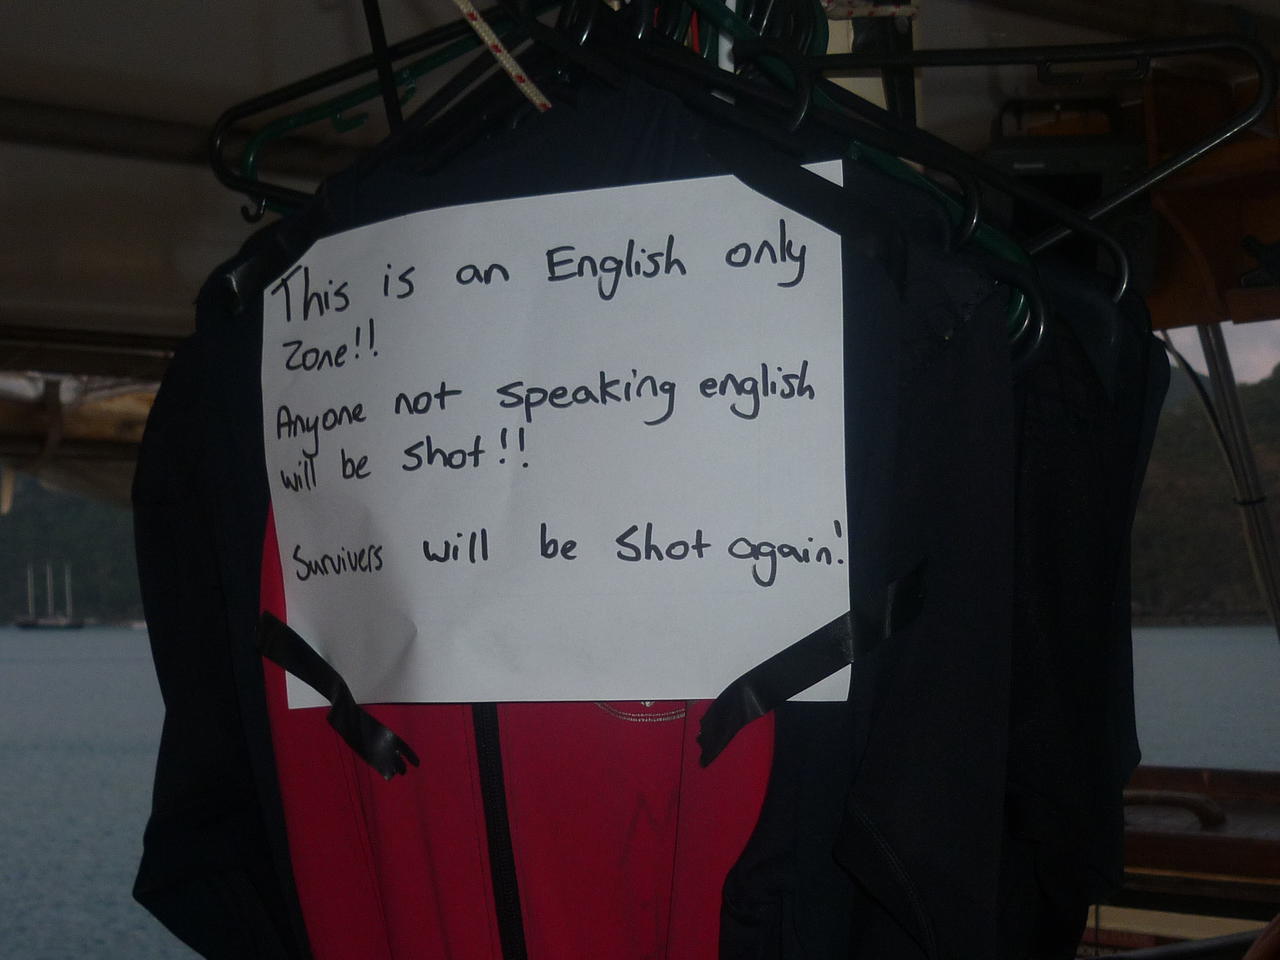 This is an English only
Zone!!
Anyone not speaking english
will be shot!!
Survivers will be shot again!